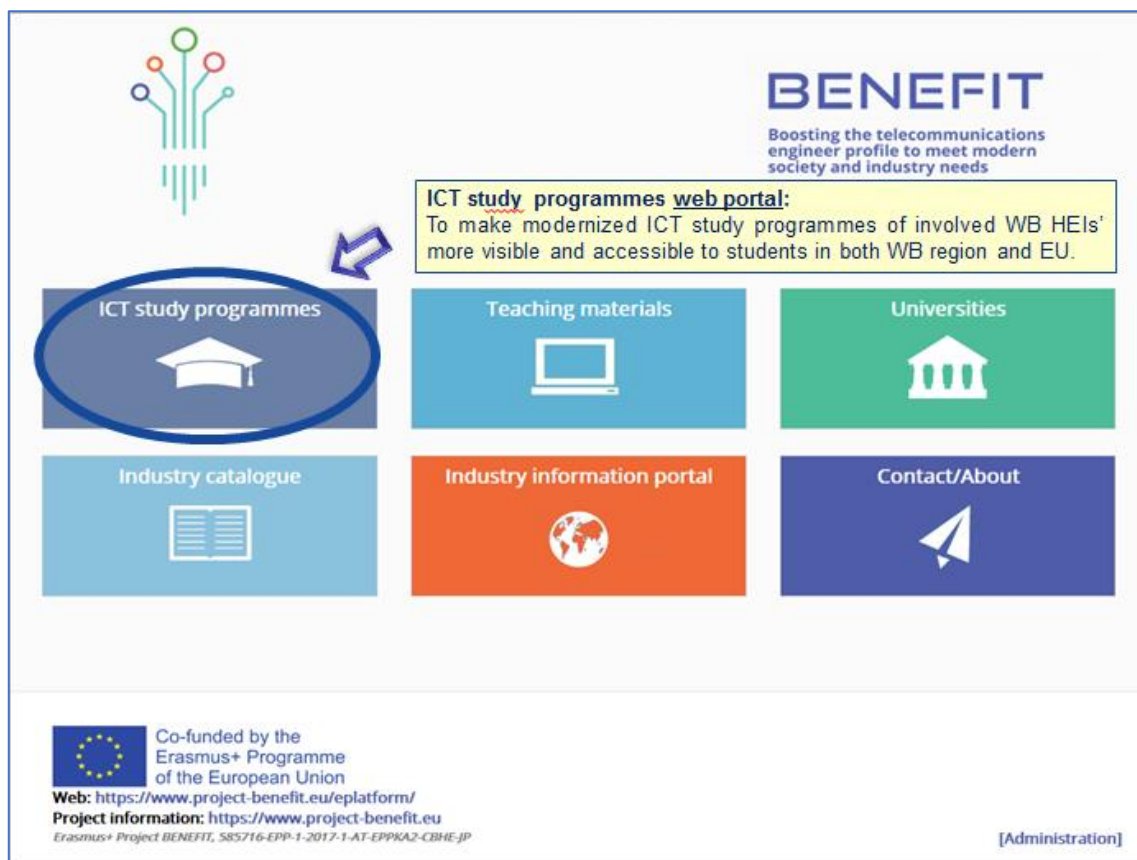 BENEFIT
Boosting the telecommunications
engineer profile to meet modern
society and industry needs
ICT study programmes web portal:
To make modernized ICT study programmes of involved WB HEIs'
more visible and accessible to students in both WB region and EU.
ICT study programmes
Teaching materials
Universities
Industry catalogue
Industry information portal
Contact/About
Co-funded by the
Erasmus+ Programme
of the European Union
Web: https://www.project-benefit.eu/eplatform/
Project information: https://www.project-benefit.eu
Erasmus+ Project BENEFIT, 585716-EPP-1-2017-1-AT-EPPKA2-CBHE-JP
[Administration]